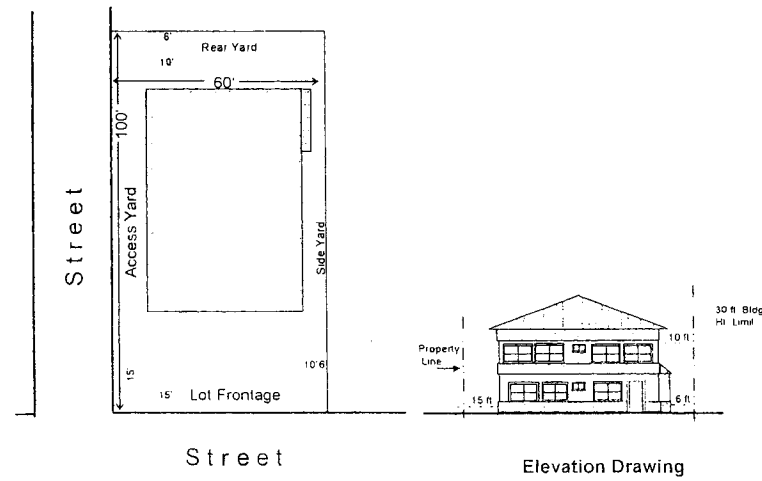 6'
Rear Yard
10'
60'
100'
Street
Access Yard
Side Yard
15'
15'
Lot Frontage
10'6
Street
Property
Line
30 ft Bldg
Ht Limit
10 ft
15 ft
6 ft
Elevation Drawing